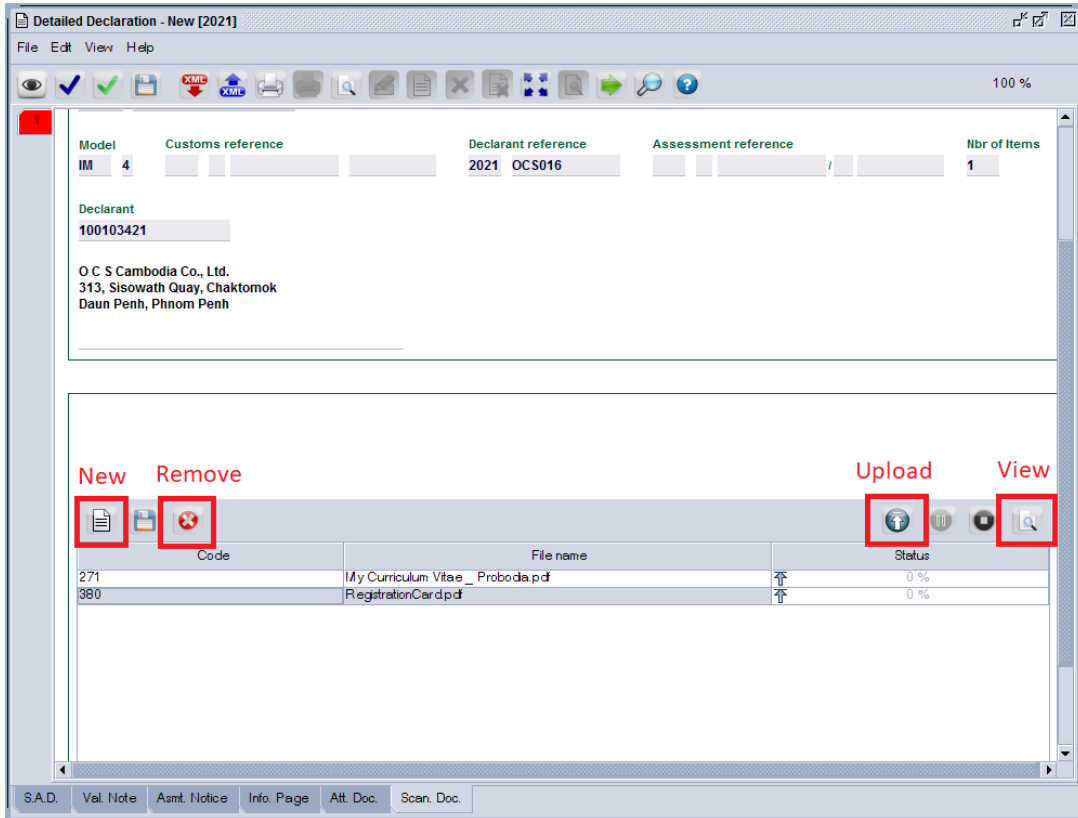 Detailed Declaration - New [2021]
File Edit View Help
XML XML 100 %
1
Model Customs reference Declarant reference Assessment reference Nbr of Items
IM 4 2021 OCS016 / 1
Declarant
100103421
O C S Cambodia Co., Ltd.
313, Sisowath Quay, Chaktomok
Daun Penh, Phnom Penh
New Remove Upload View
Code File name Status
271 My Curriculum Vitae _ Probodia.pdf 0 %
380 RegistrationCard.pdf 0 %
S.A.D. Val. Note Asmt. Notice Info. Page Att. Doc. Scan. Doc.